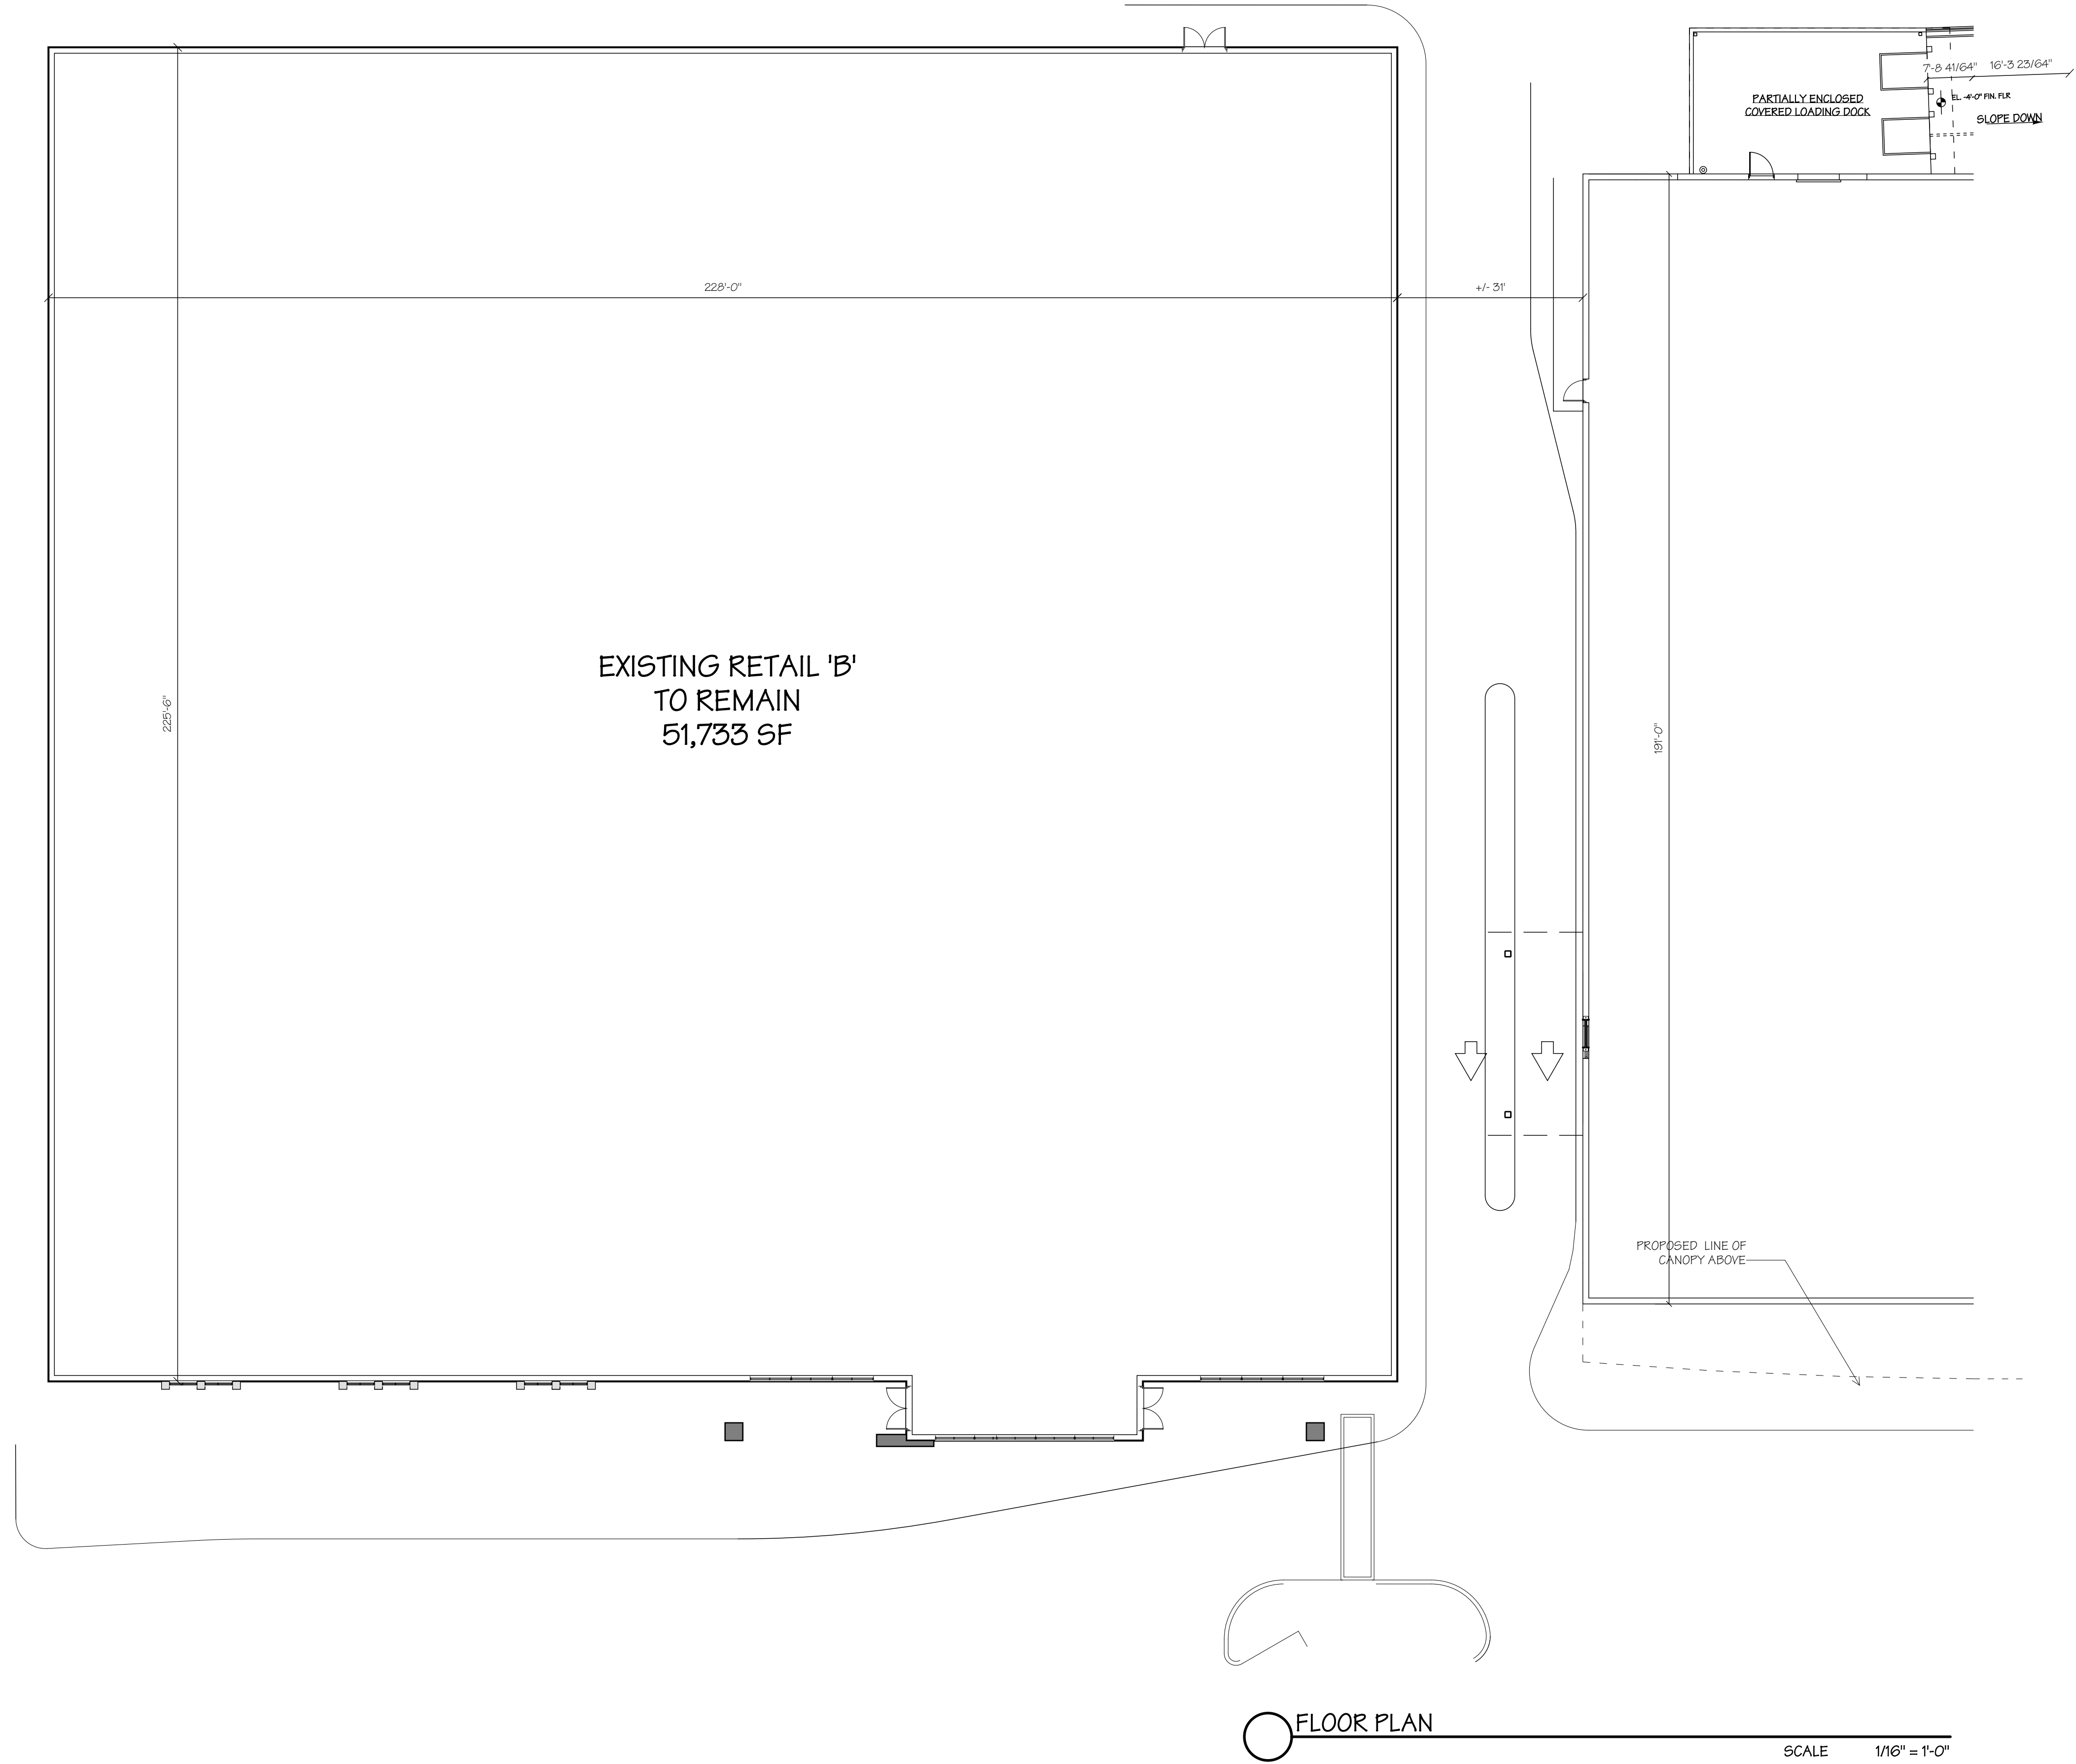 7'-8 41/64" 16'-3 23/64"
PARTIALLY ENCLOSED
COVERED LOADING DOCK
EL. -4'-0" FIN. FLR
SLOPE DOWN
228'-0"
+/- 31'
EXISTING RETAIL 'B'
TO REMAIN
51,733 SF
225'-6"
191'-0"
PROPOSED LINE OF
CANOPY ABOVE
FLOOR PLAN
SCALE 1/16" = 1'-0"